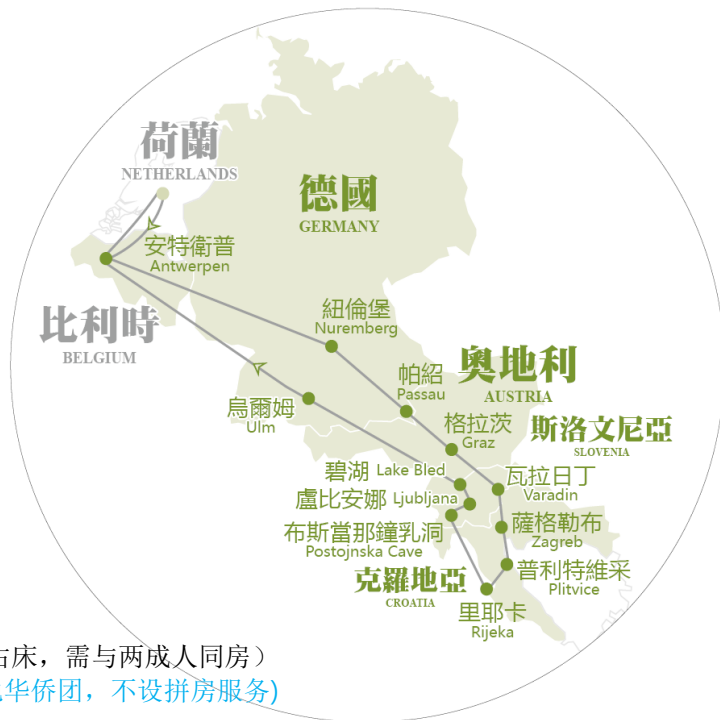 荷蘭
NETHERLANDS
德國
GERMANY
安特衛普
Antwerpen
比利時
BELGIUM
紐倫堡
Nuremberg
帕紹
Passau
奧地利
AUSTRIA
烏爾姆
Ulm
格拉茨
Graz
斯洛文尼亞
SLOVENIA
碧湖 Lake Bled
瓦拉日丁
Varadin
盧比安娜 Ljubljana
布斯當那鐘乳洞
Postojnska Cave
薩格勒布
Zagreb
克羅地亞
CROATIA
普利特維采
Plitvice
里耶卡
Rijeka
占床，需与两成人同房）
华侨团，不设拼房服务)